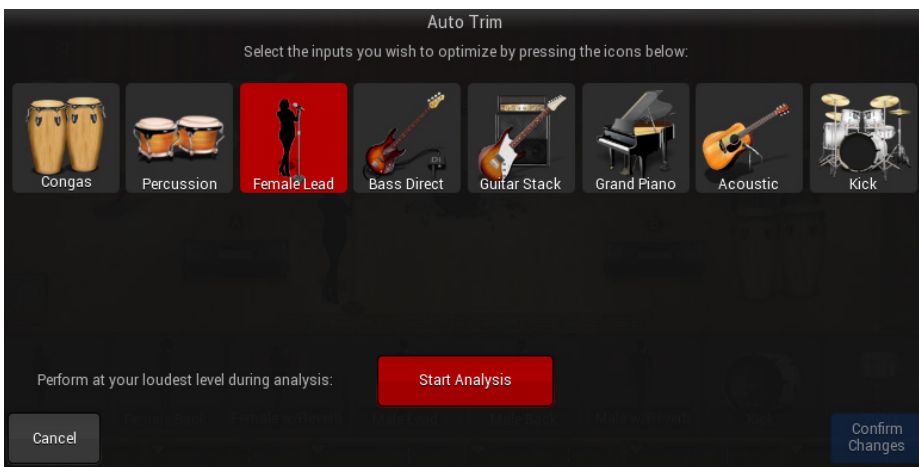 Auto Trim
Select the inputs you wish to optimize by pressing the icons below:
Congas
Percussion
Female Lead
Bass Direct
Guitar Stack
Grand Piano
Acoustic
Kick
Perform at your loudest level during analysis:
Start Analysis
Cancel
Confirm
Changes